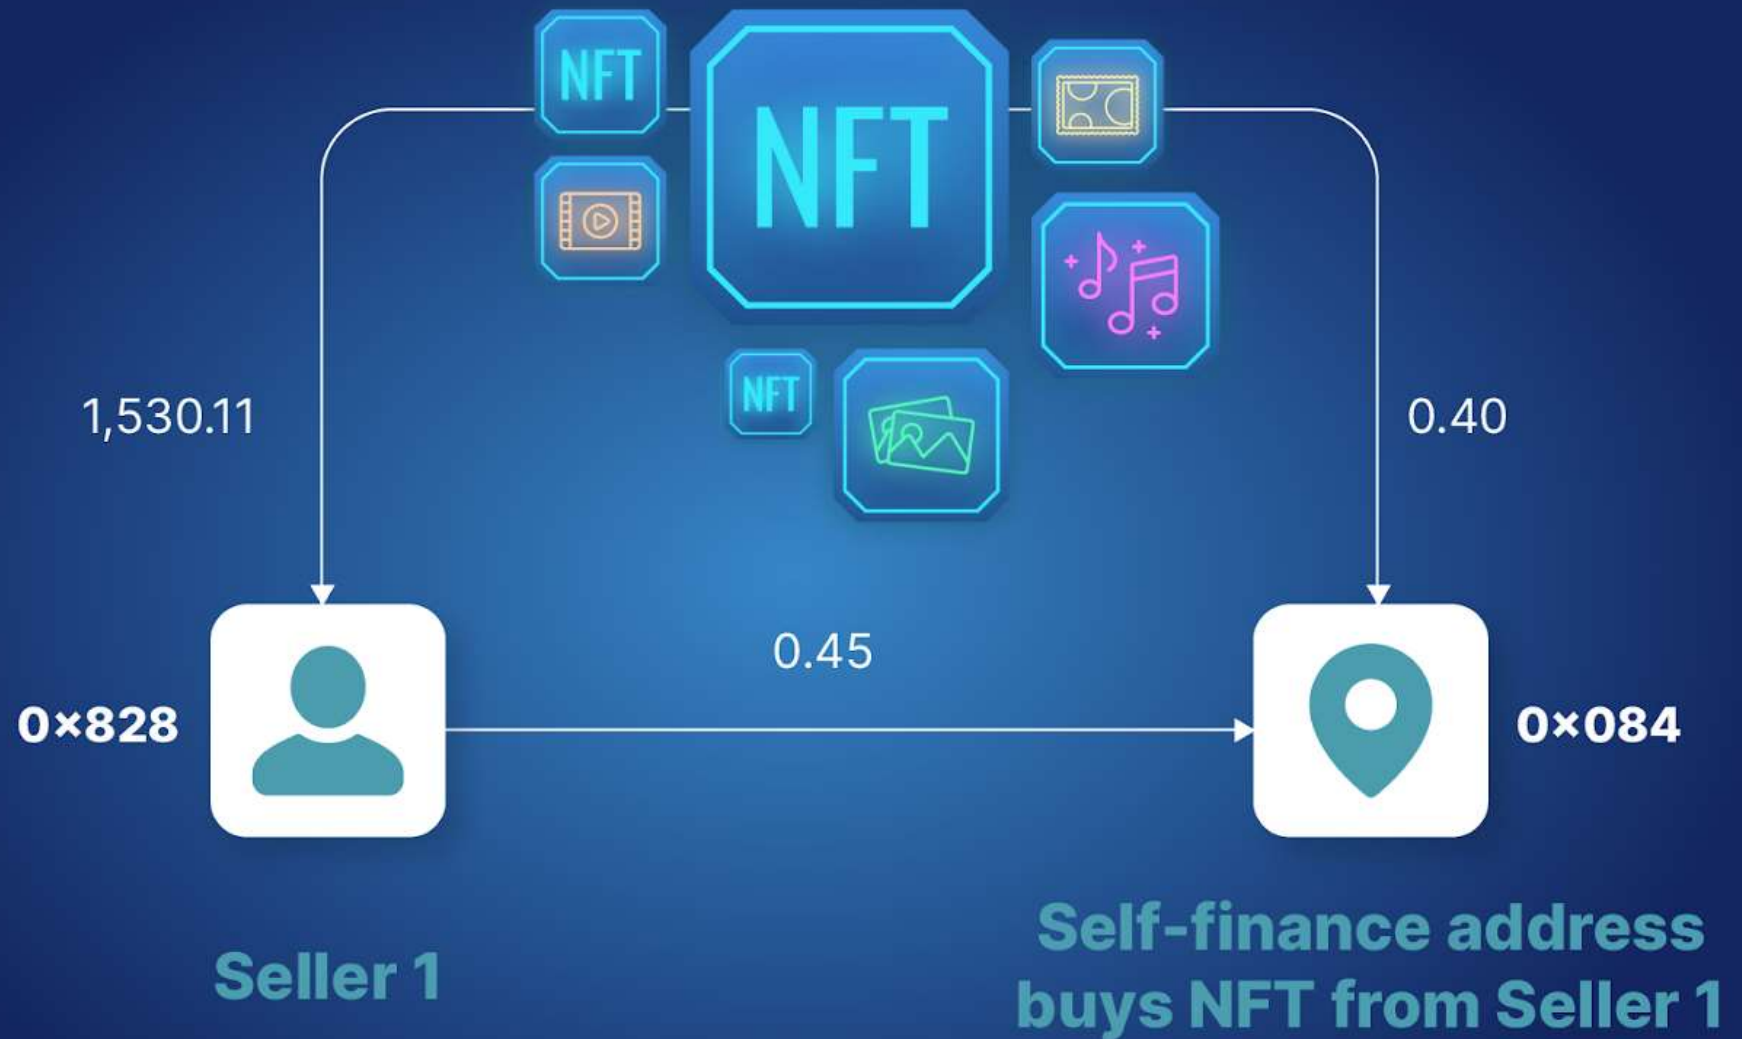 NFT
NFT
NFT
1,530.11
0.40
0.45
0×828
0×084
Seller 1
Self-finance address
buys NFT from Seller 1